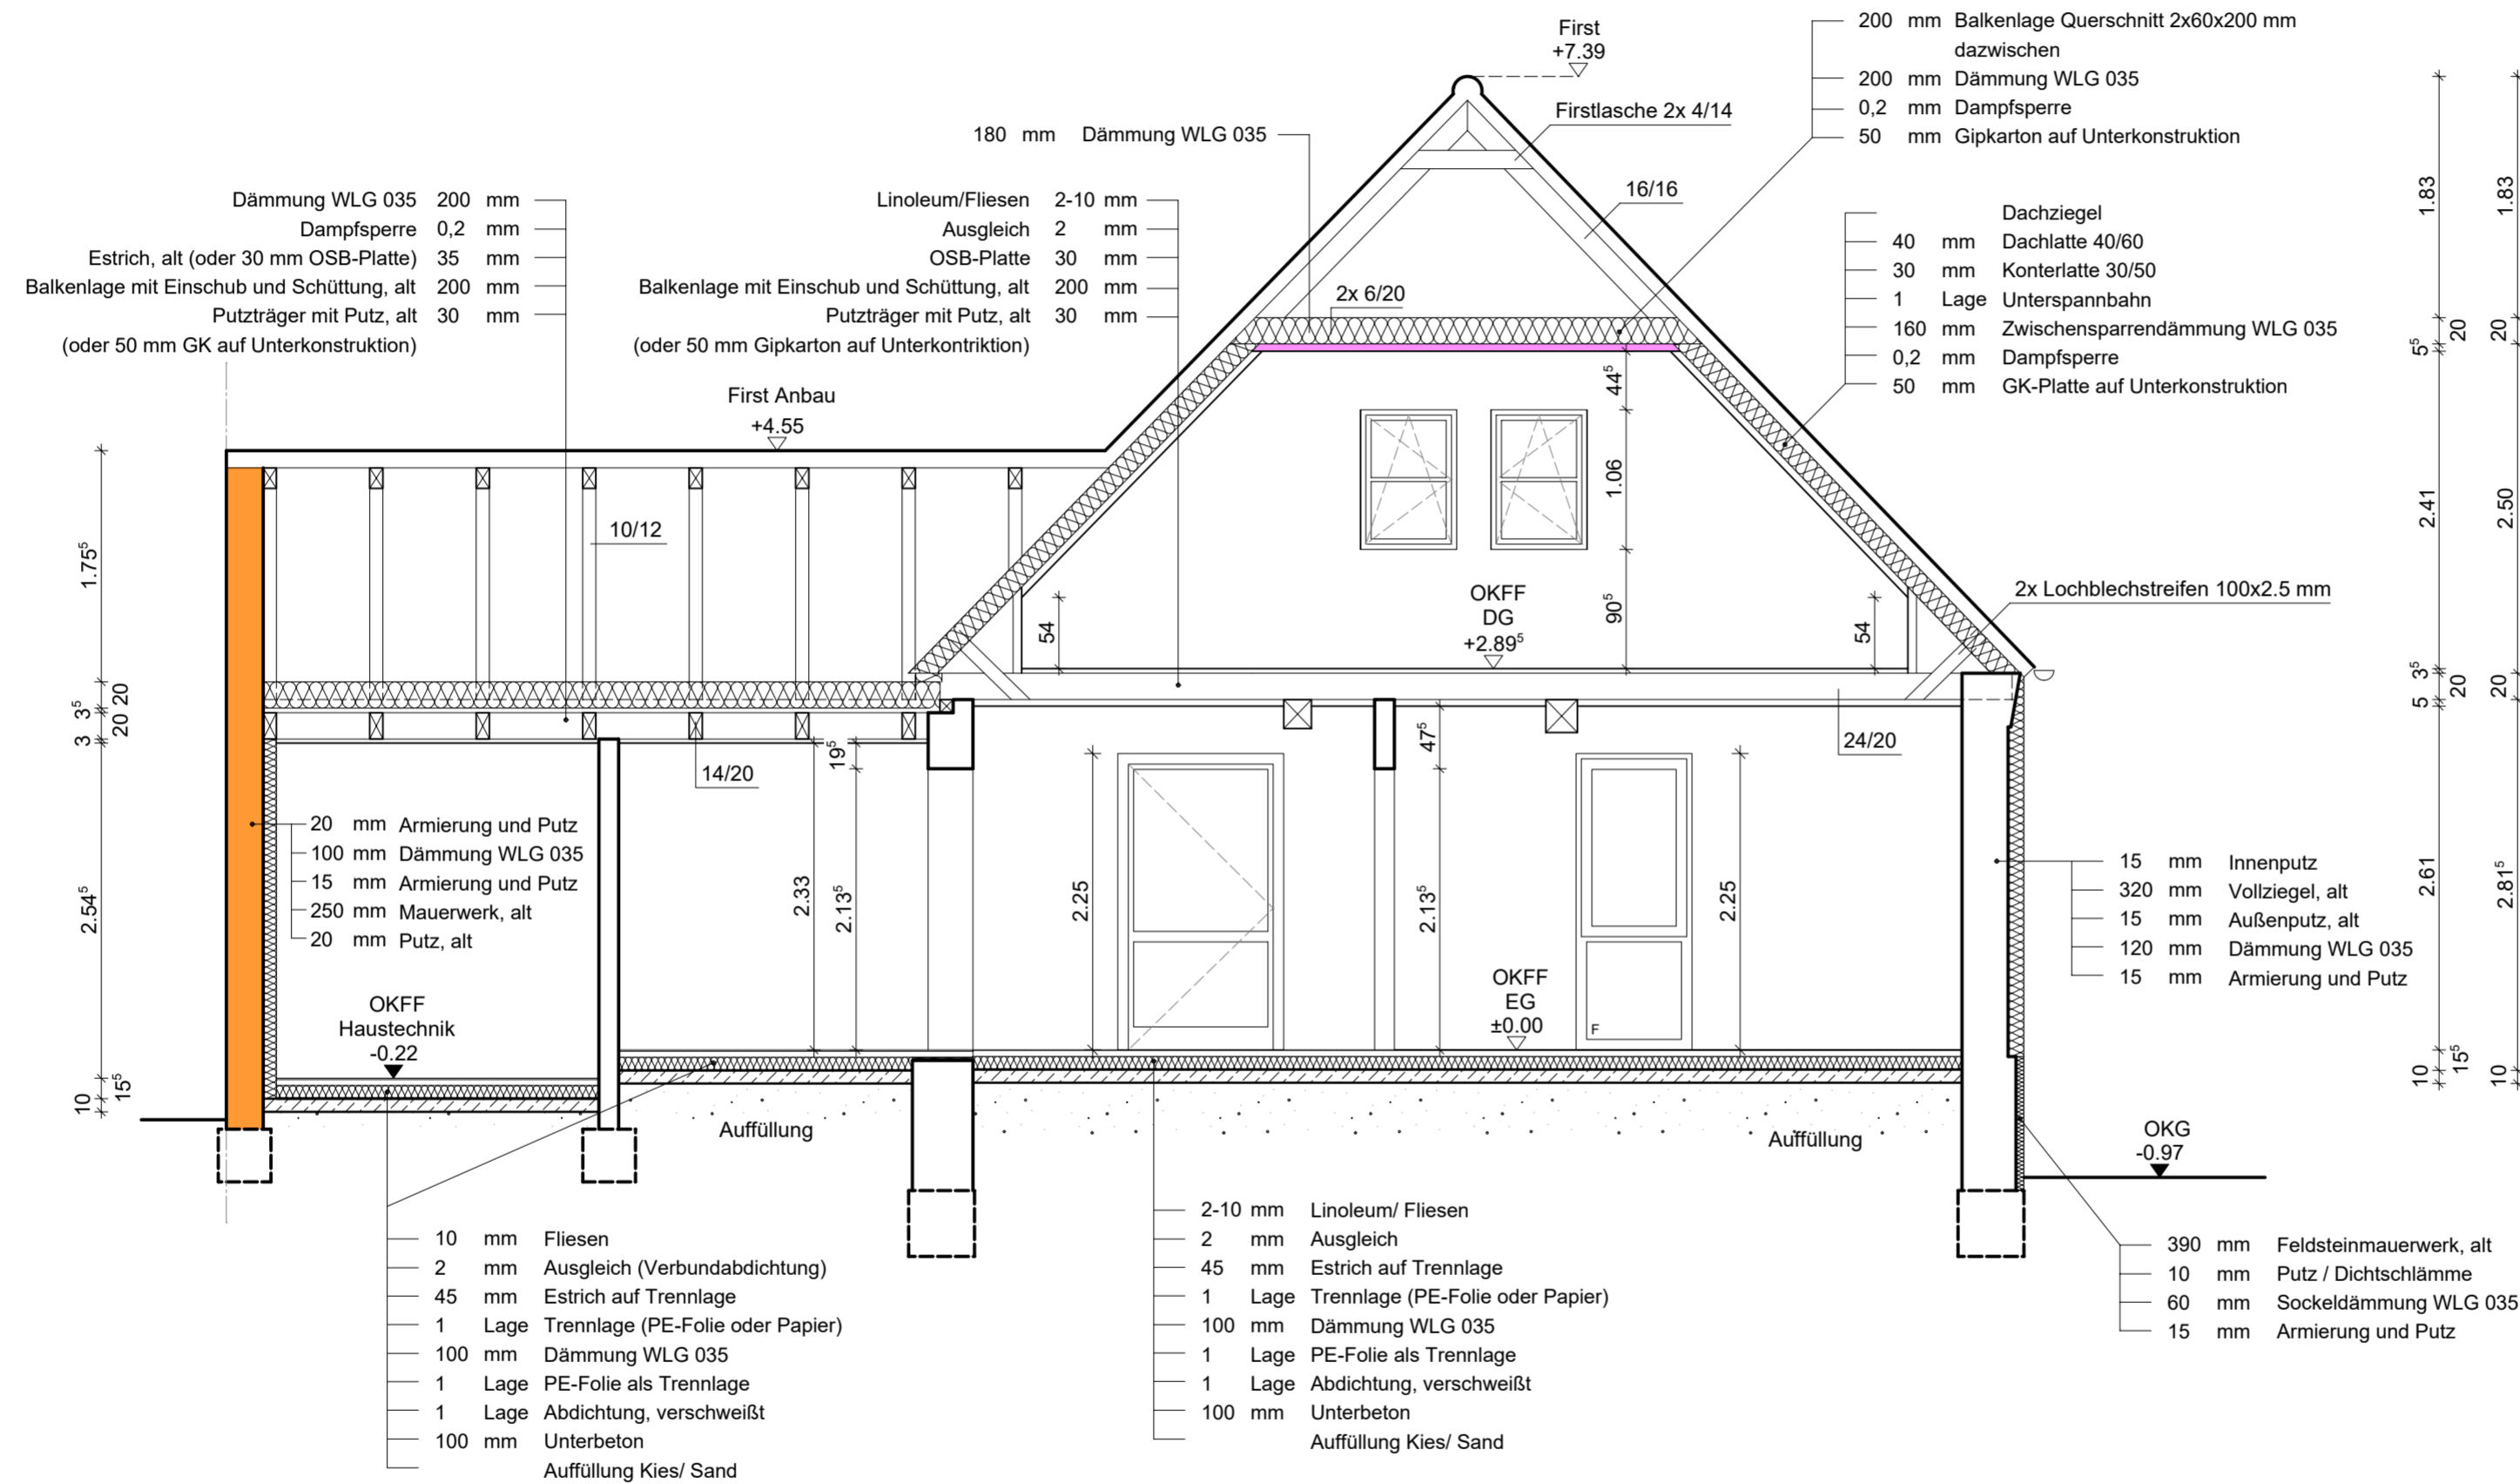 First
+7.39
200 mm Balkenlage Querschnitt 2x60x200 mm
dazwischen
200 mm Dämmung WLG 035
0,2 mm Dampfsperre
50 mm Gipkarton auf Unterkonstruktion
Firstlasche 2x 4/14
180 mm Dämmung WLG 035
16/16
Dämmung WLG 035 200 mm
Dampfsperre 0,2 mm
Estrich, alt (oder 30 mm OSB-Platte) 35 mm
Balkenlage mit Einschub und Schüttung, alt 200 mm
Putzträger mit Putz, alt 30 mm
(oder 50 mm GK auf Unterkonstruktion)
Linoleum/Fliesen 2-10 mm
Ausgleich 2 mm
OSB-Platte 30 mm
Balkenlage mit Einschub und Schüttung, alt 200 mm
Putzträger mit Putz, alt 30 mm
(oder 50 mm Gipkarton auf Unterkontriktion)
2x 6/20
Dachziegel
40 mm Dachlatte 40/60
30 mm Konterlatte 30/50
1 Lage Unterspannbahn
160 mm Zwischensparrendämmung WLG 035
0,2 mm Dampfsperre
50 mm GK-Platte auf Unterkonstruktion
First Anbau
+4.55
10/12
44⁵
1.06
90⁵
54
54
OKFF
DG
+2.89⁵
2x Lochblechstreifen 100x2.5 mm
14/20
24/20
19⁵
47⁵
2.33
2.13⁵
2.25
2.13⁵
2.25
20 mm Armierung und Putz
100 mm Dämmung WLG 035
15 mm Armierung und Putz
250 mm Mauerwerk, alt
20 mm Putz, alt
OKFF
Haustechnik
-0.22
OKFF
EG
±0.00
F
15 mm Innenputz
320 mm Vollziegel, alt
15 mm Außenputz, alt
120 mm Dämmung WLG 035
15 mm Armierung und Putz
Auffüllung
Auffüllung
OKG
-0.97
10 mm Fliesen
2 mm Ausgleich (Verbundabdichtung)
45 mm Estrich auf Trennlage
1 Lage Trennlage (PE-Folie oder Papier)
100 mm Dämmung WLG 035
1 Lage PE-Folie als Trennlage
1 Lage Abdichtung, verschweißt
100 mm Unterbeton
Auffüllung Kies/ Sand
2-10 mm Linoleum/ Fliesen
2 mm Ausgleich
45 mm Estrich auf Trennlage
1 Lage Trennlage (PE-Folie oder Papier)
100 mm Dämmung WLG 035
1 Lage PE-Folie als Trennlage
1 Lage Abdichtung, verschweißt
100 mm Unterbeton
Auffüllung Kies/ Sand
390 mm Feldsteinmauerwerk, alt
10 mm Putz / Dichtschlämme
60 mm Sockeldämmung WLG 035
15 mm Armierung und Putz
1.75⁵
20
3⁵
20
3
2.54⁵
15⁵
10
1.83
20
5⁵
2.41
3⁵
20
5
2.61
15⁵
10
1.83
20
2.50
20
2.81⁵
10